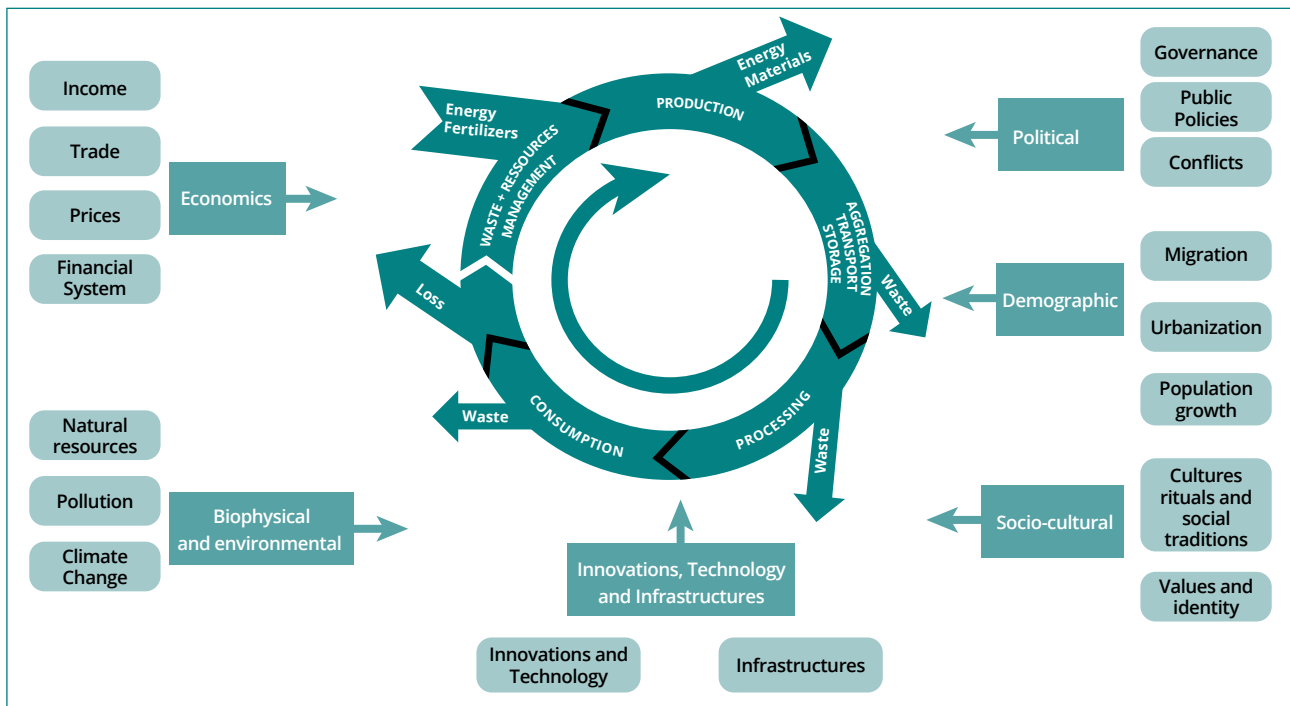 Income
Trade
Prices
Financial
System
Economics
Natural
resources
Pollution
Climate
Change
Biophysical
and environmental
Energy
Fertilizers
WASTE + RESSOURCES
MANAGEMENT
PRODUCTION
Energy
Materials
AGGREGATION
TRANSPORT
STORAGE
Waste
PROCESSING
Waste
CONSUMPTION
Waste
Loss
Innovations, Technology
and Infrastructures
Innovations and
Technology
Infrastructures
Political
Governance
Public
Policies
Conflicts
Demographic
Migration
Urbanization
Population
growth
Socio-cultural
Cultures
rituals and
social
traditions
Values and
identity